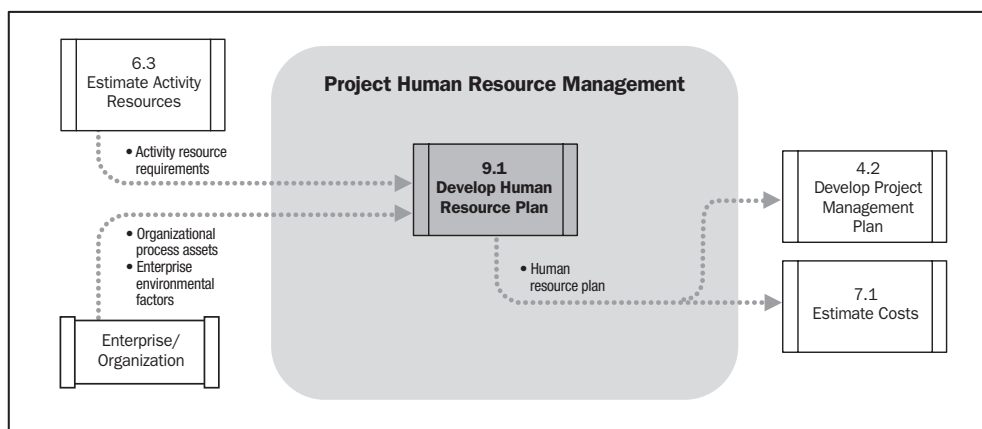 6.3
Estimate Activity
Resources
• Activity resource
requirements
• Organizational
process assets
• Enterprise
environmental
factors
Enterprise/
Organization
Project Human Resource Management
9.1
Develop Human
Resource Plan
• Human
resource plan
4.2
Develop Project
Management
Plan
7.1
Estimate Costs